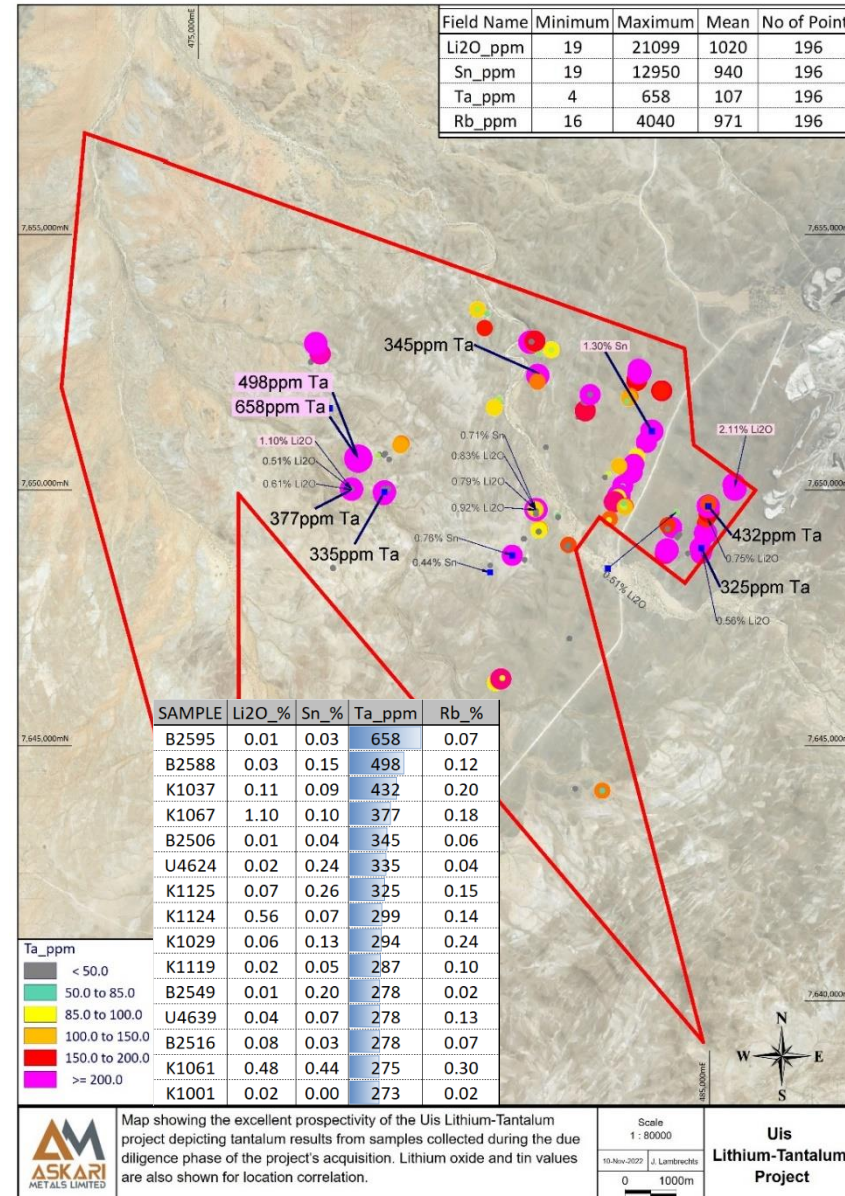 Field Name Minimum Maximum Mean No of Point
Li2O_ppm 19 21099 1020 196
Sn_ppm 19 12950 940 196
Ta_ppm 4 658 107 196
Rb_ppm 16 4040 971 196
475,000mE
7,655,000mN
7,655,000mN
345ppm Ta
1.30% Sn
498ppm Ta
658ppm Ta
1.10% Li2O
0.51% Li2O
0.61% Li2O
377ppm Ta
335ppm Ta
0.71% Sn
0.83% Li2O
0.79% Li2O
0.92% Li2O
0.76% Sn
0.44% Sn
2.11% Li2O
7,650,000mN
7,650,000mN
432ppm Ta
0.75% Li2O
325ppm Ta
0.51% Li2O
0.56% Li2O
7,645,000mN
7,645,000mN
SAMPLE Li2O_% Sn_% Ta_ppm Rb_%
B2595 0.01 0.03 658 0.07
B2588 0.03 0.15 498 0.12
K1037 0.11 0.09 432 0.20
K1067 1.10 0.10 377 0.18
B2506 0.01 0.04 345 0.06
U4624 0.02 0.24 335 0.04
K1125 0.07 0.26 325 0.15
K1124 0.56 0.07 299 0.14
K1029 0.06 0.13 294 0.24
K1119 0.02 0.05 287 0.10
B2549 0.01 0.20 278 0.02
U4639 0.04 0.07 278 0.13
B2516 0.08 0.03 278 0.07
K1061 0.48 0.44 275 0.30
K1001 0.02 0.00 273 0.02
Ta_ppm
< 50.0
50.0 to 85.0
85.0 to 100.0
100.0 to 150.0
150.0 to 200.0
>= 200.0
7,640,000mN
485,000mE
N
W E
S
AM
ASKARI
METALS LIMITED
Map showing the excellent prospectivity of the Uis Lithium-Tantalum
project depicting tantalum results from samples collected during the due
diligence phase of the project's acquisition. Lithium oxide and tin values
are also shown for location correlation.
Scale
1 : 80000
10-Nov-2022 J. Lambrechts
0 1000m
Uis
Lithium-Tantalum
Project